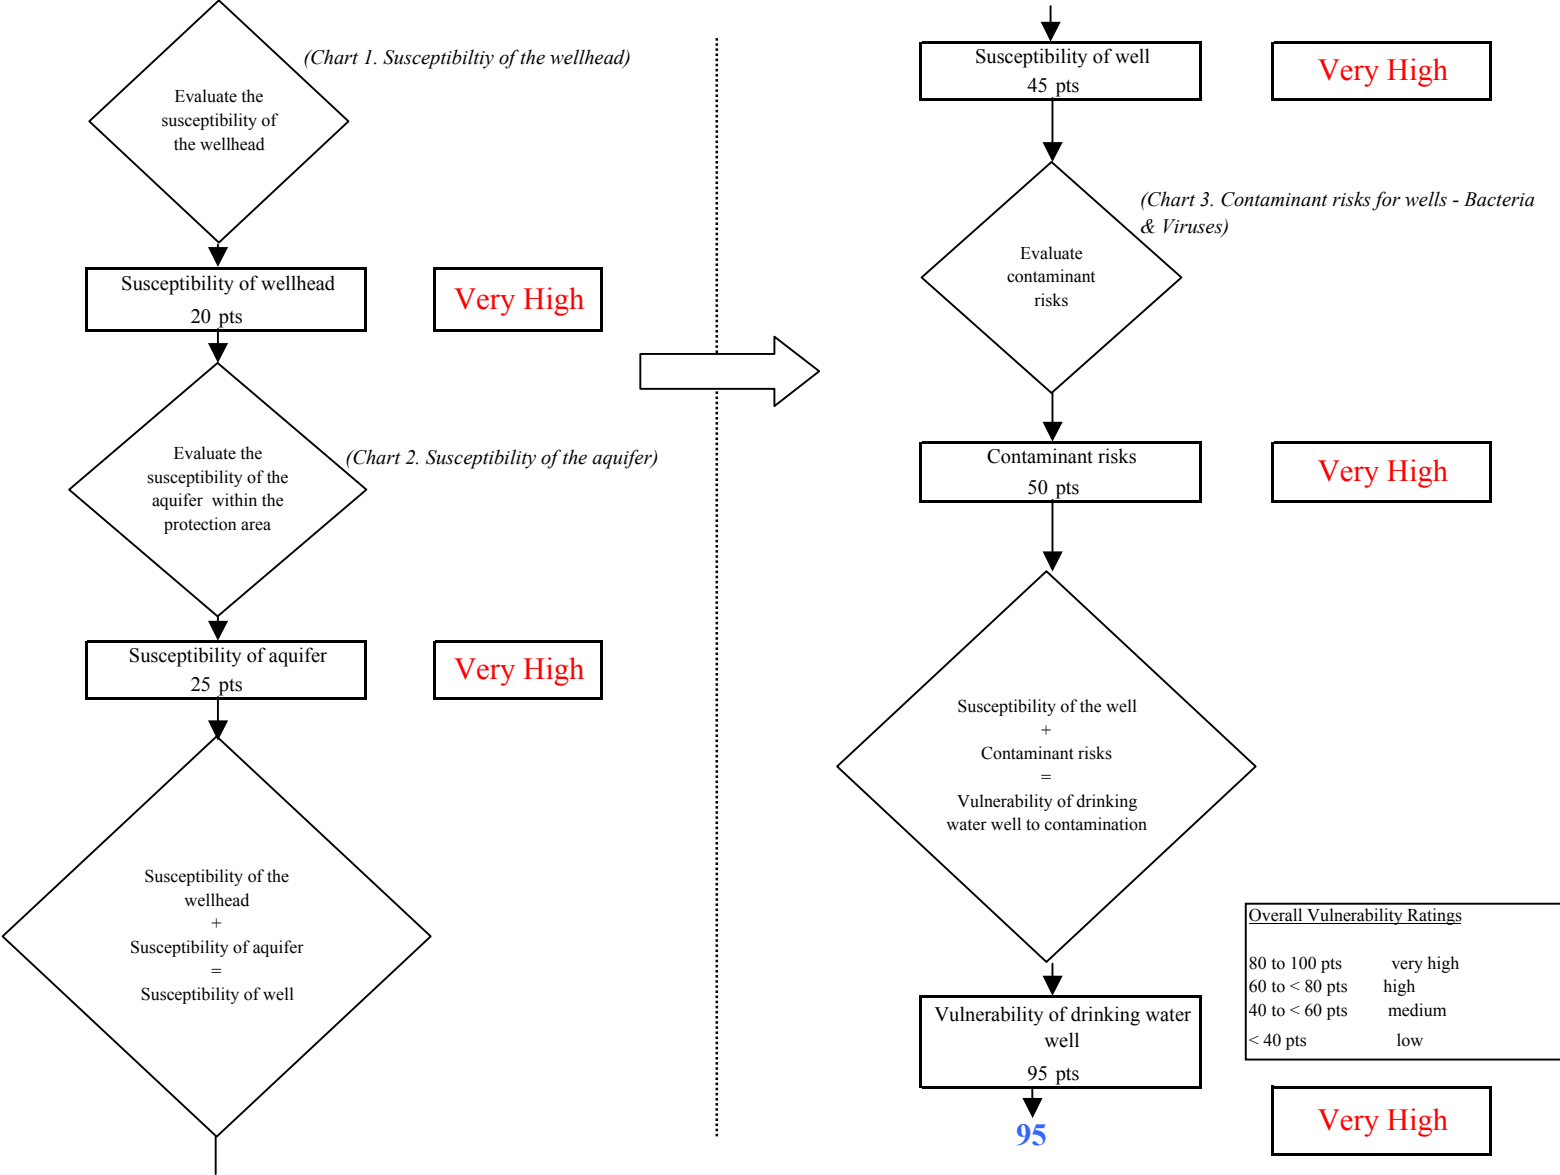 (Chart 1. Susceptibiltiy of the wellhead)
Evaluate the
susceptibility of
the wellhead
Susceptibility of wellhead
20 pts
Very High
Evaluate the
susceptibility of the
aquifer within the
protection area
(Chart 2. Susceptibility of the aquifer)
Susceptibility of aquifer
25 pts
Very High
Susceptibility of the
wellhead
+
Susceptibility of aquifer
=
Susceptibility of well
Susceptibility of well
45 pts
Very High
(Chart 3. Contaminant risks for wells - Bacteria
& Viruses)
Evaluate
contaminant
risks
Contaminant risks
50 pts
Very High
Susceptibility of the well
+
Contaminant risks
=
Vulnerability of drinking
water well to contamination
Overall Vulnerability Ratings
80 to 100 pts very high
60 to < 80 pts high
40 to < 60 pts medium
< 40 pts low
Vulnerability of drinking water
well
95 pts
95
Very High